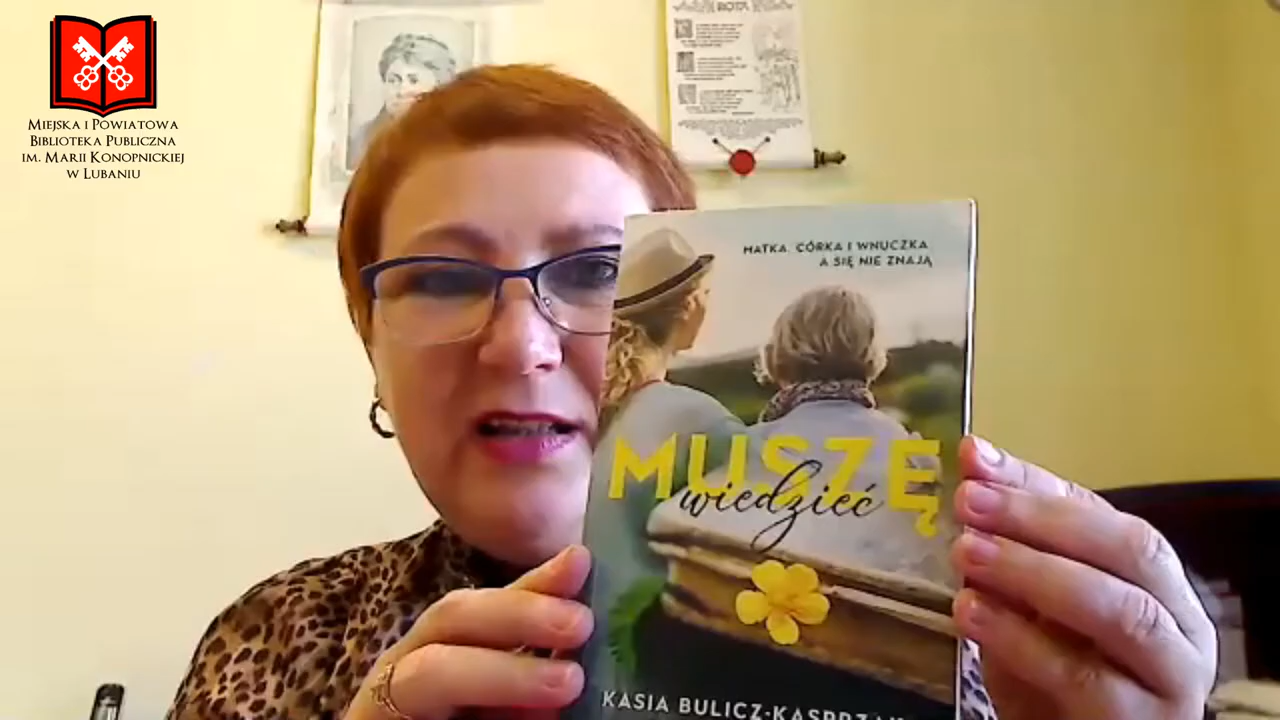 Miejska i Powiatowa
Biblioteka Publiczna
im. Marii Konopnickiej
w Lubaniu
ROTA
MATKA, CÓRKA I WNUCZKA
A SIĘ NIE ZNAJĄ
MUSZĘ
wiedzieć
KASIA BULICZ-KASPRZAK